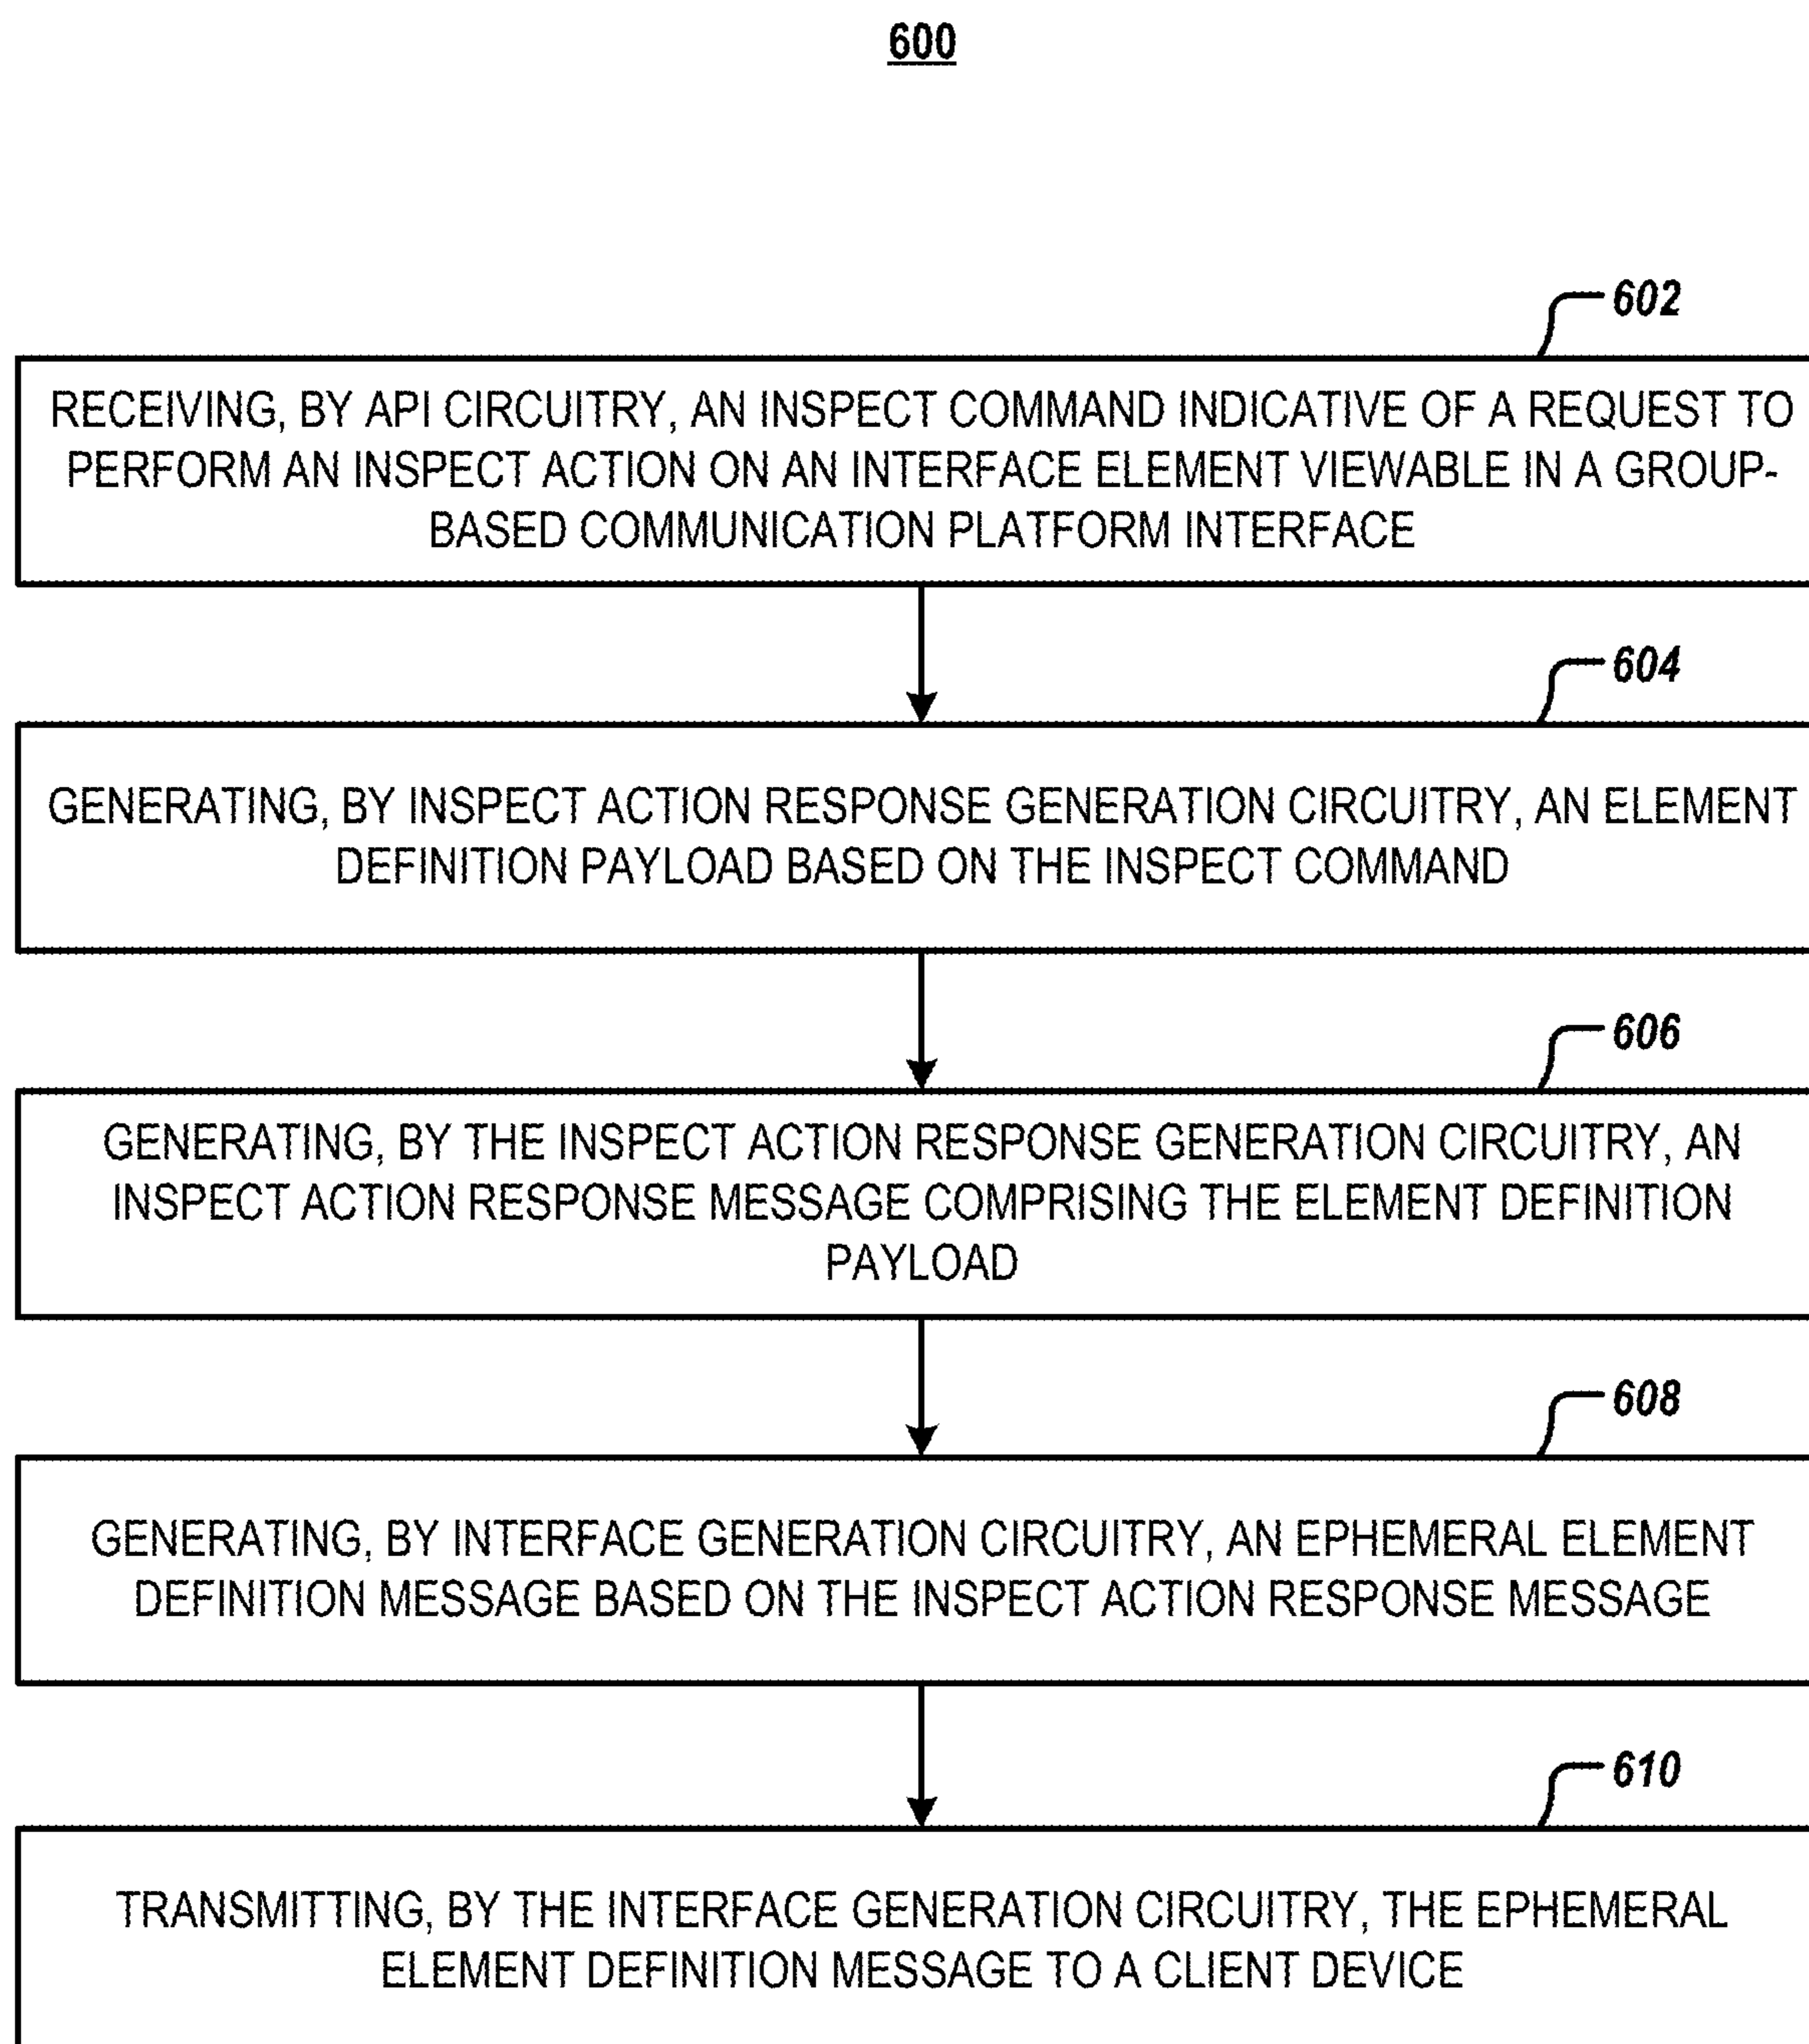 600
602
RECEIVING, BY API CIRCUITRY, AN INSPECT COMMAND INDICATIVE OF A REQUEST TO
PERFORM AN INSPECT ACTION ON AN INTERFACE ELEMENT VIEWABLE IN A GROUP-
BASED COMMUNICATION PLATFORM INTERFACE
604
GENERATING, BY INSPECT ACTION RESPONSE GENERATION CIRCUITRY, AN ELEMENT
DEFINITION PAYLOAD BASED ON THE INSPECT COMMAND
606
GENERATING, BY THE INSPECT ACTION RESPONSE GENERATION CIRCUITRY, AN
INSPECT ACTION RESPONSE MESSAGE COMPRISING THE ELEMENT DEFINITION
PAYLOAD
608
GENERATING, BY INTERFACE GENERATION CIRCUITRY, AN EPHEMERAL ELEMENT
DEFINITION MESSAGE BASED ON THE INSPECT ACTION RESPONSE MESSAGE
610
TRANSMITTING, BY THE INTERFACE GENERATION CIRCUITRY, THE EPHEMERAL
ELEMENT DEFINITION MESSAGE TO A CLIENT DEVICE